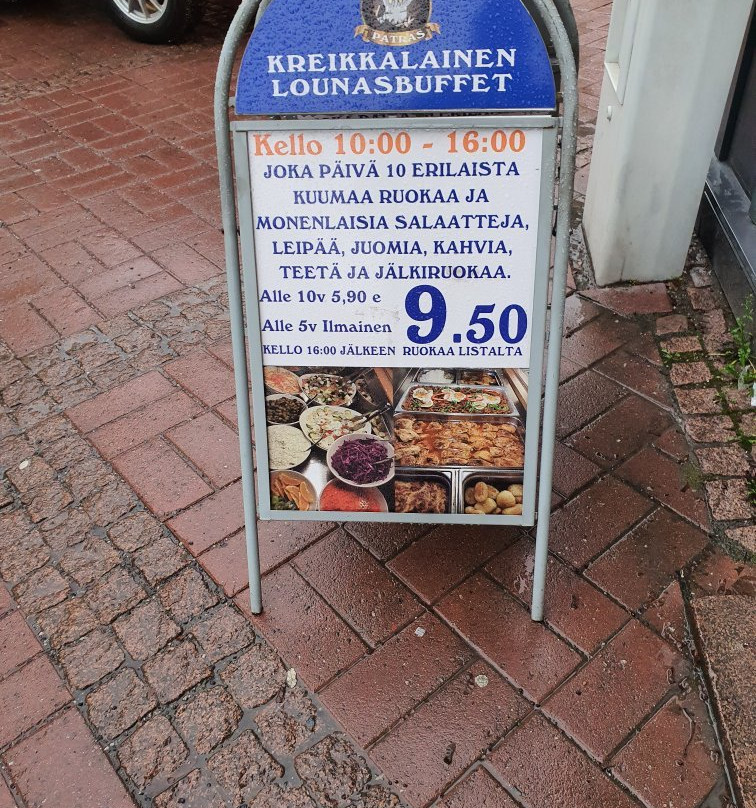 PATRAS
KREIKKALAINEN
LOUNASBUFFET
Kello 10:00 - 16:00
JOKA PÄIVÄ 10 ERILAISTA
KUUMAA RUOKAA JA
MONENLAISIA SALAATTEJA,
LEIPÄÄ, JUOMIA, KAHVIA,
TEETÄ JA JÄLKIRUOKAA.
Alle 10v 5,90 e
Alle 5v Ilmainen
9.50
KELLO 16:00 JÄLKEEN RUOKAA LISTALTA